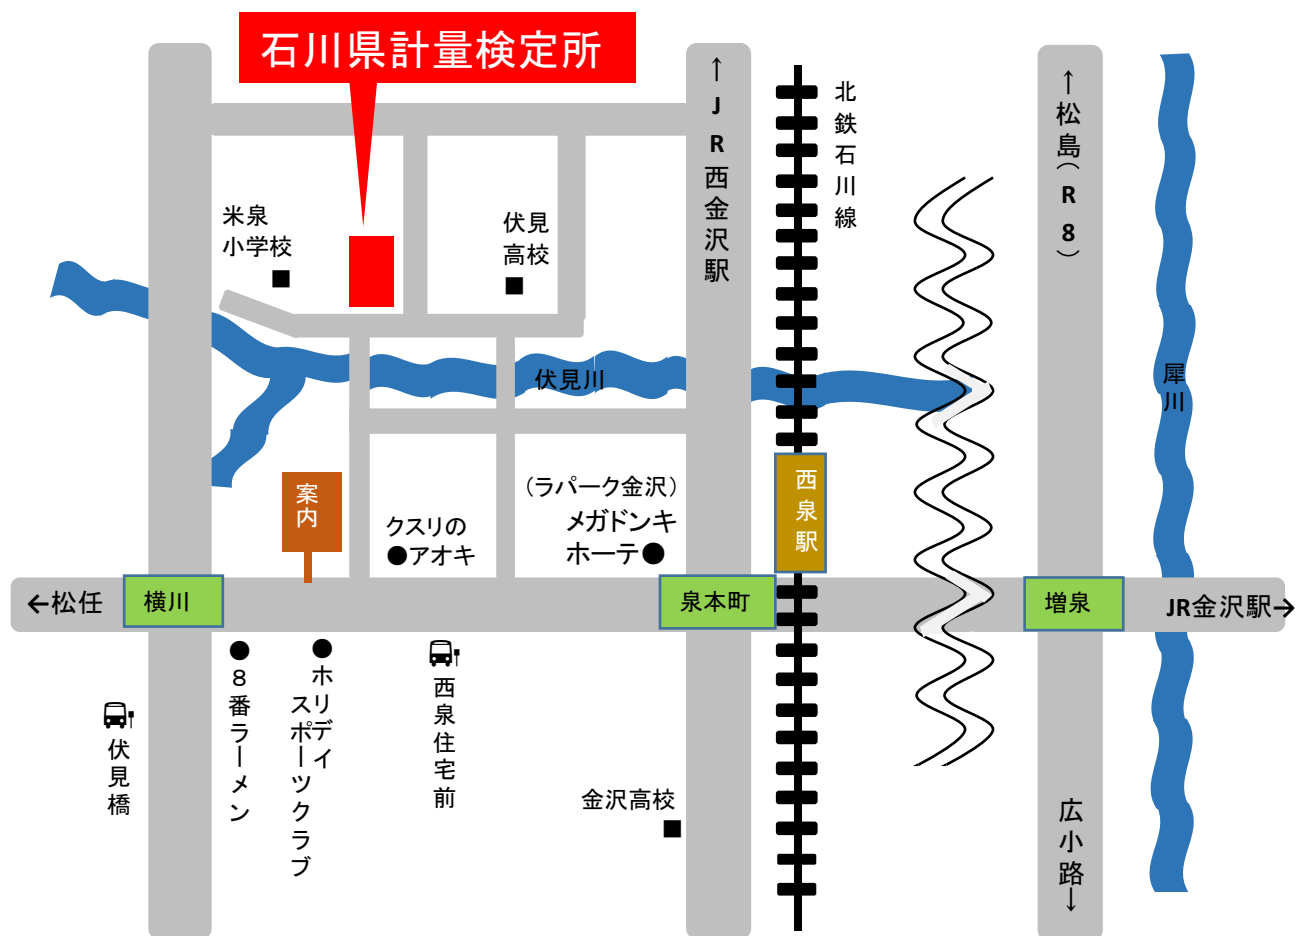 石川県計量検定所
↑JR西金沢駅
北鉄石川線
↑松島(R8)
米泉
小学校
伏見
高校
伏見川
犀川
案内
クスリの
●アオキ
(ラパーク金沢)
メガドンキ
ホーテ●
西泉駅
←松任
横川
泉本町
増泉
JR金沢駅→
伏見橋
8番ラーメン
ホリデイ
スポーツクラブ
西泉住宅前
金沢高校
広小路↓